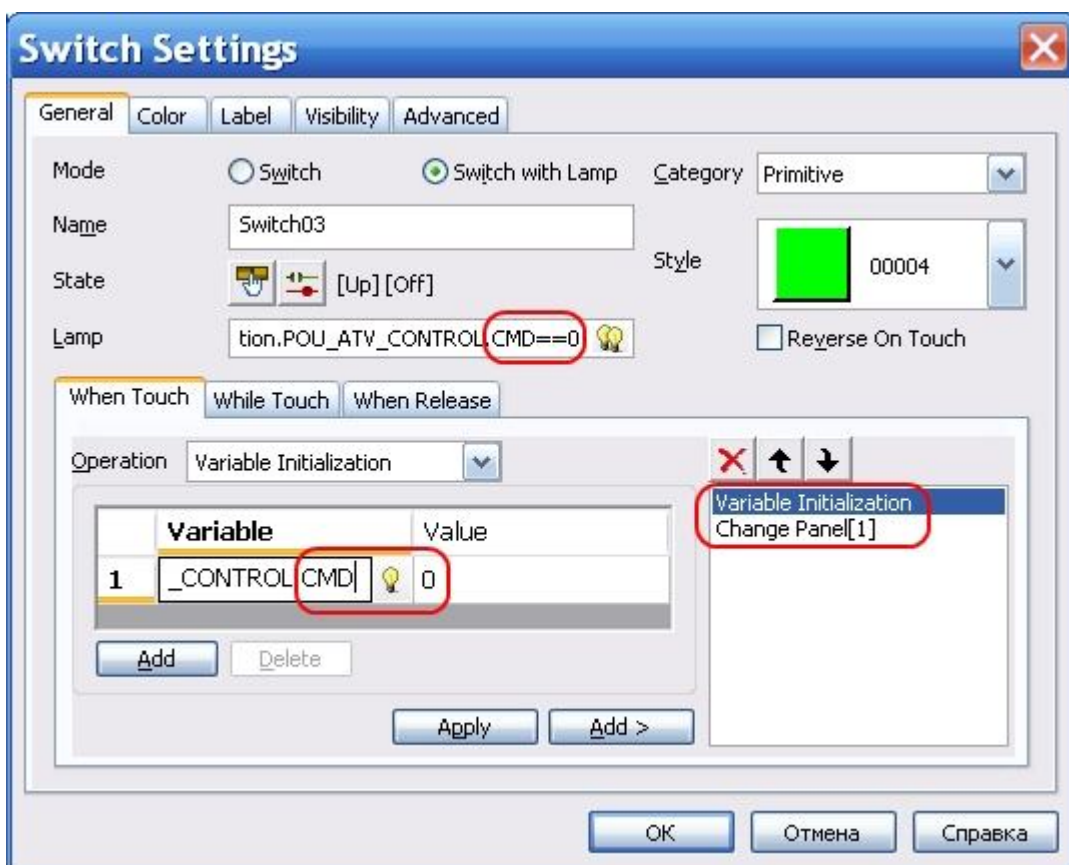 Switch Settings
General Color Label Visibility Advanced
Mode Switch Switch with Lamp Category Primitive
Name Switch03
Style 00004
State [Up] [Off]
Lamp tion.POU_ATV_CONTROL.CMD==0 Reverse On Touch
When Touch While Touch When Release
Operation Variable Initialization
Variable Value
1 _CONTROL.CMD 0
Variable Initialization
Change Panel[1]
Add Delete
Apply Add >
OK Отмена Справка